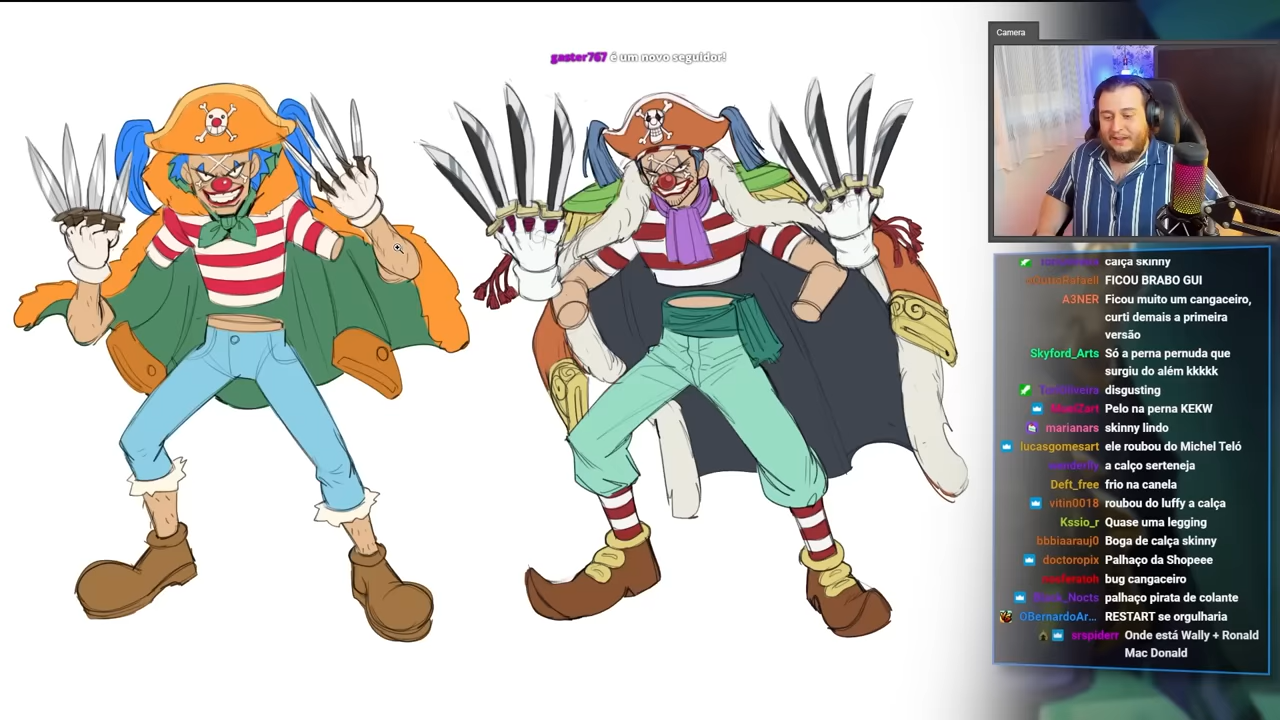 Camera
gaster767 é um novo seguidor!
calça skinny
FICOU BRABO GUI
A3NER Ficou muito um cangaceiro,
curti demais a primeira
versão
Skyford_Arts Só a perna pernuda que
surgiu do além kkkkk
disgusting
Pelo na perna KEKW
marianars skinny lindo
lucasgomesart ele roubou do Michel Teló
a calço serteneja
Deft_free frio na canela
vitin0018 roubou do luffy a calça
Kssio_r Quase uma legging
bbbiaarauj0 Boga de calça skinny
doctoropix Palhaço da Shopeee
bug cangaceiro
palhaço pirata de colante
OBernardoAr... RESTART se orgulharia
srspiderr Onde está Wally + Ronald
Mac Donald